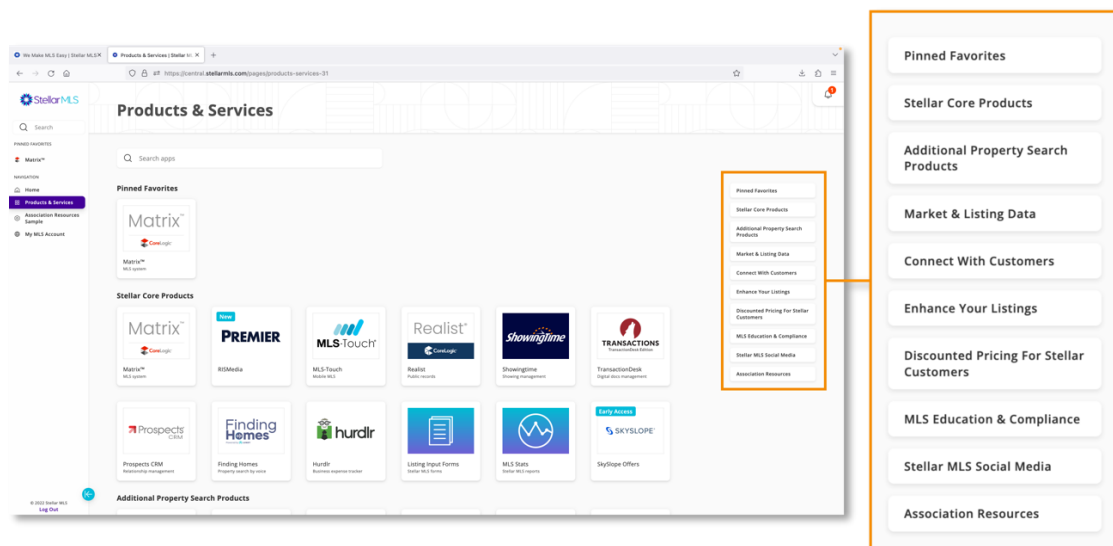 We Make MLS Easy | Stellar MLS
Products & Services | Stellar ML
https://central.stellarmls.com/pages/products-services-31
StellarMLS
Search
PINNED FAVORITES
Matrix™
NAVIGATION
Home
Products & Services
Association Resources
Sample
My MLS Account
© 2022 Stellar MLS
Log Out
Products & Services
1
Search apps
Pinned Favorites
Matrix™
CoreLogic
Matrix™
MLS system
Stellar Core Products
Matrix™
CoreLogic
Matrix™
MLS system
New
PREMIER
RISMedia
MLS-Touch
MLS-Touch
Mobile MLS
Realist
CoreLogic
Realist
Public records
ShowingTime
Showingtime
Showing management
TRANSACTIONS
TransactionDesk Edition
TransactionDesk
Digital docs management
Prospects
CRM
Prospects CRM
Relationship management
Finding
Homes
Finding Homes
Property search by voice
hurdlr
Hurdlr
Business expense tracker
Listing Input Forms
Stellar MLS forms
MLS Stats
Stellar MLS reports
Early Access
SKYSLOPE
SkySlope Offers
Additional Property Search Products
Pinned Favorites
Stellar Core Products
Additional Property Search
Products
Market & Listing Data
Connect With Customers
Enhance Your Listings
Discounted Pricing For Stellar
Customers
MLS Education & Compliance
Stellar MLS Social Media
Association Resources
Pinned Favorites
Stellar Core Products
Additional Property Search
Products
Market & Listing Data
Connect With Customers
Enhance Your Listings
Discounted Pricing For Stellar
Customers
MLS Education & Compliance
Stellar MLS Social Media
Association Resources